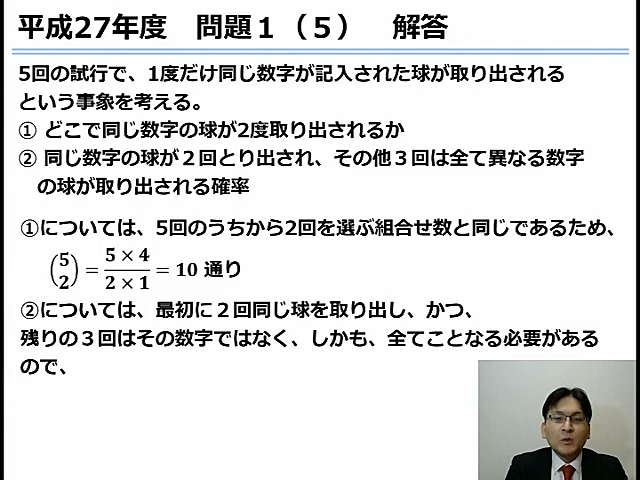 平成27年度　問題１（５）　解答
5回の試行で、1度だけ同じ数字が記入された球が取り出される
という事象を考える。
① どこで同じ数字の球が2度取り出されるか
② 同じ数字の球が２回とり出され、その他３回は全て異なる数字
の球が取り出される確率
①については、5回のうちから2回を選ぶ組合せ数と同じであるため、
(5 2) = 5 × 4 / 2 × 1 = 10 通り
②については、最初に２回同じ球を取り出し、かつ、
残りの３回はその数字ではなく、しかも、全てことなる必要がある
ので、